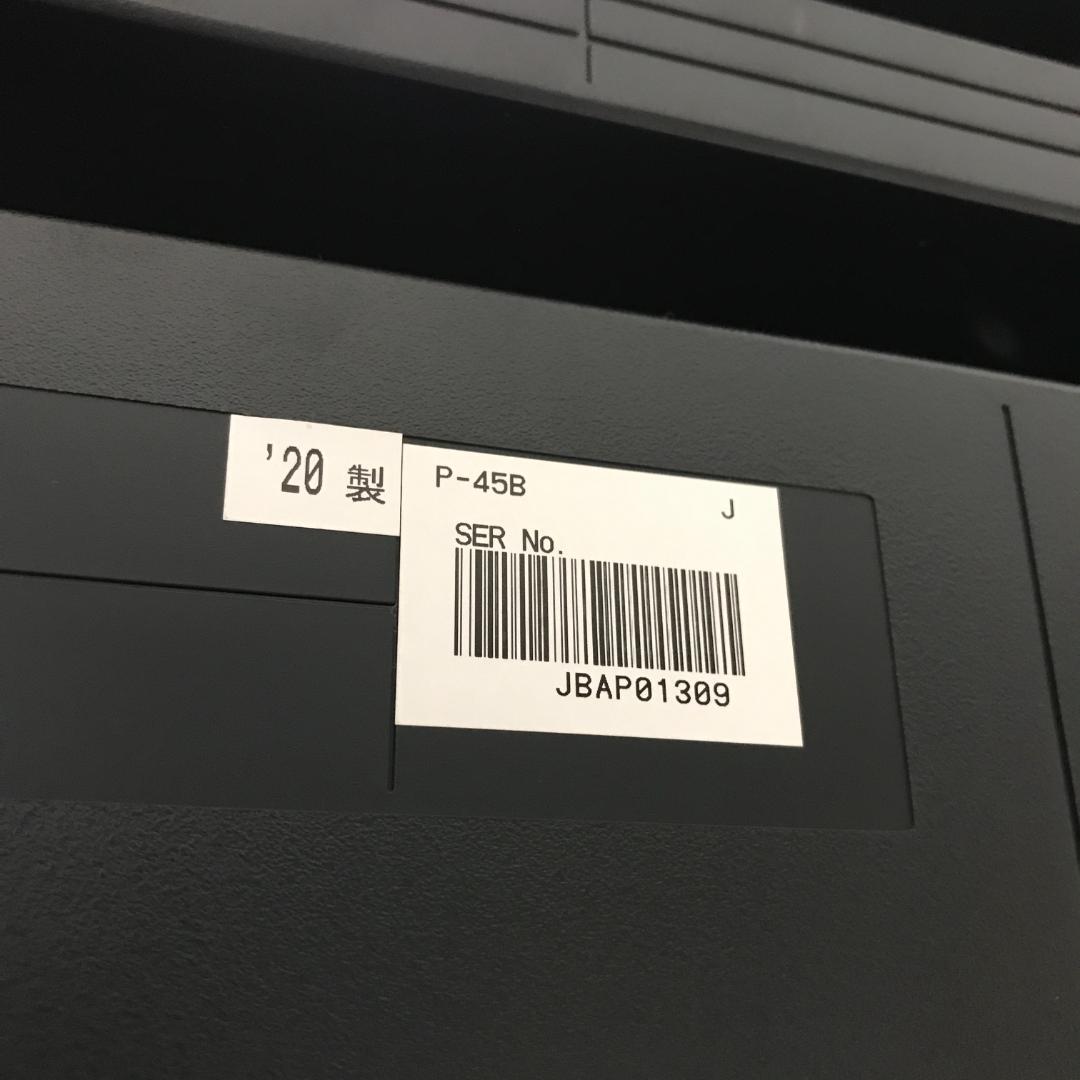 '20 製
P-45B
J
SER No.
JBAP01309